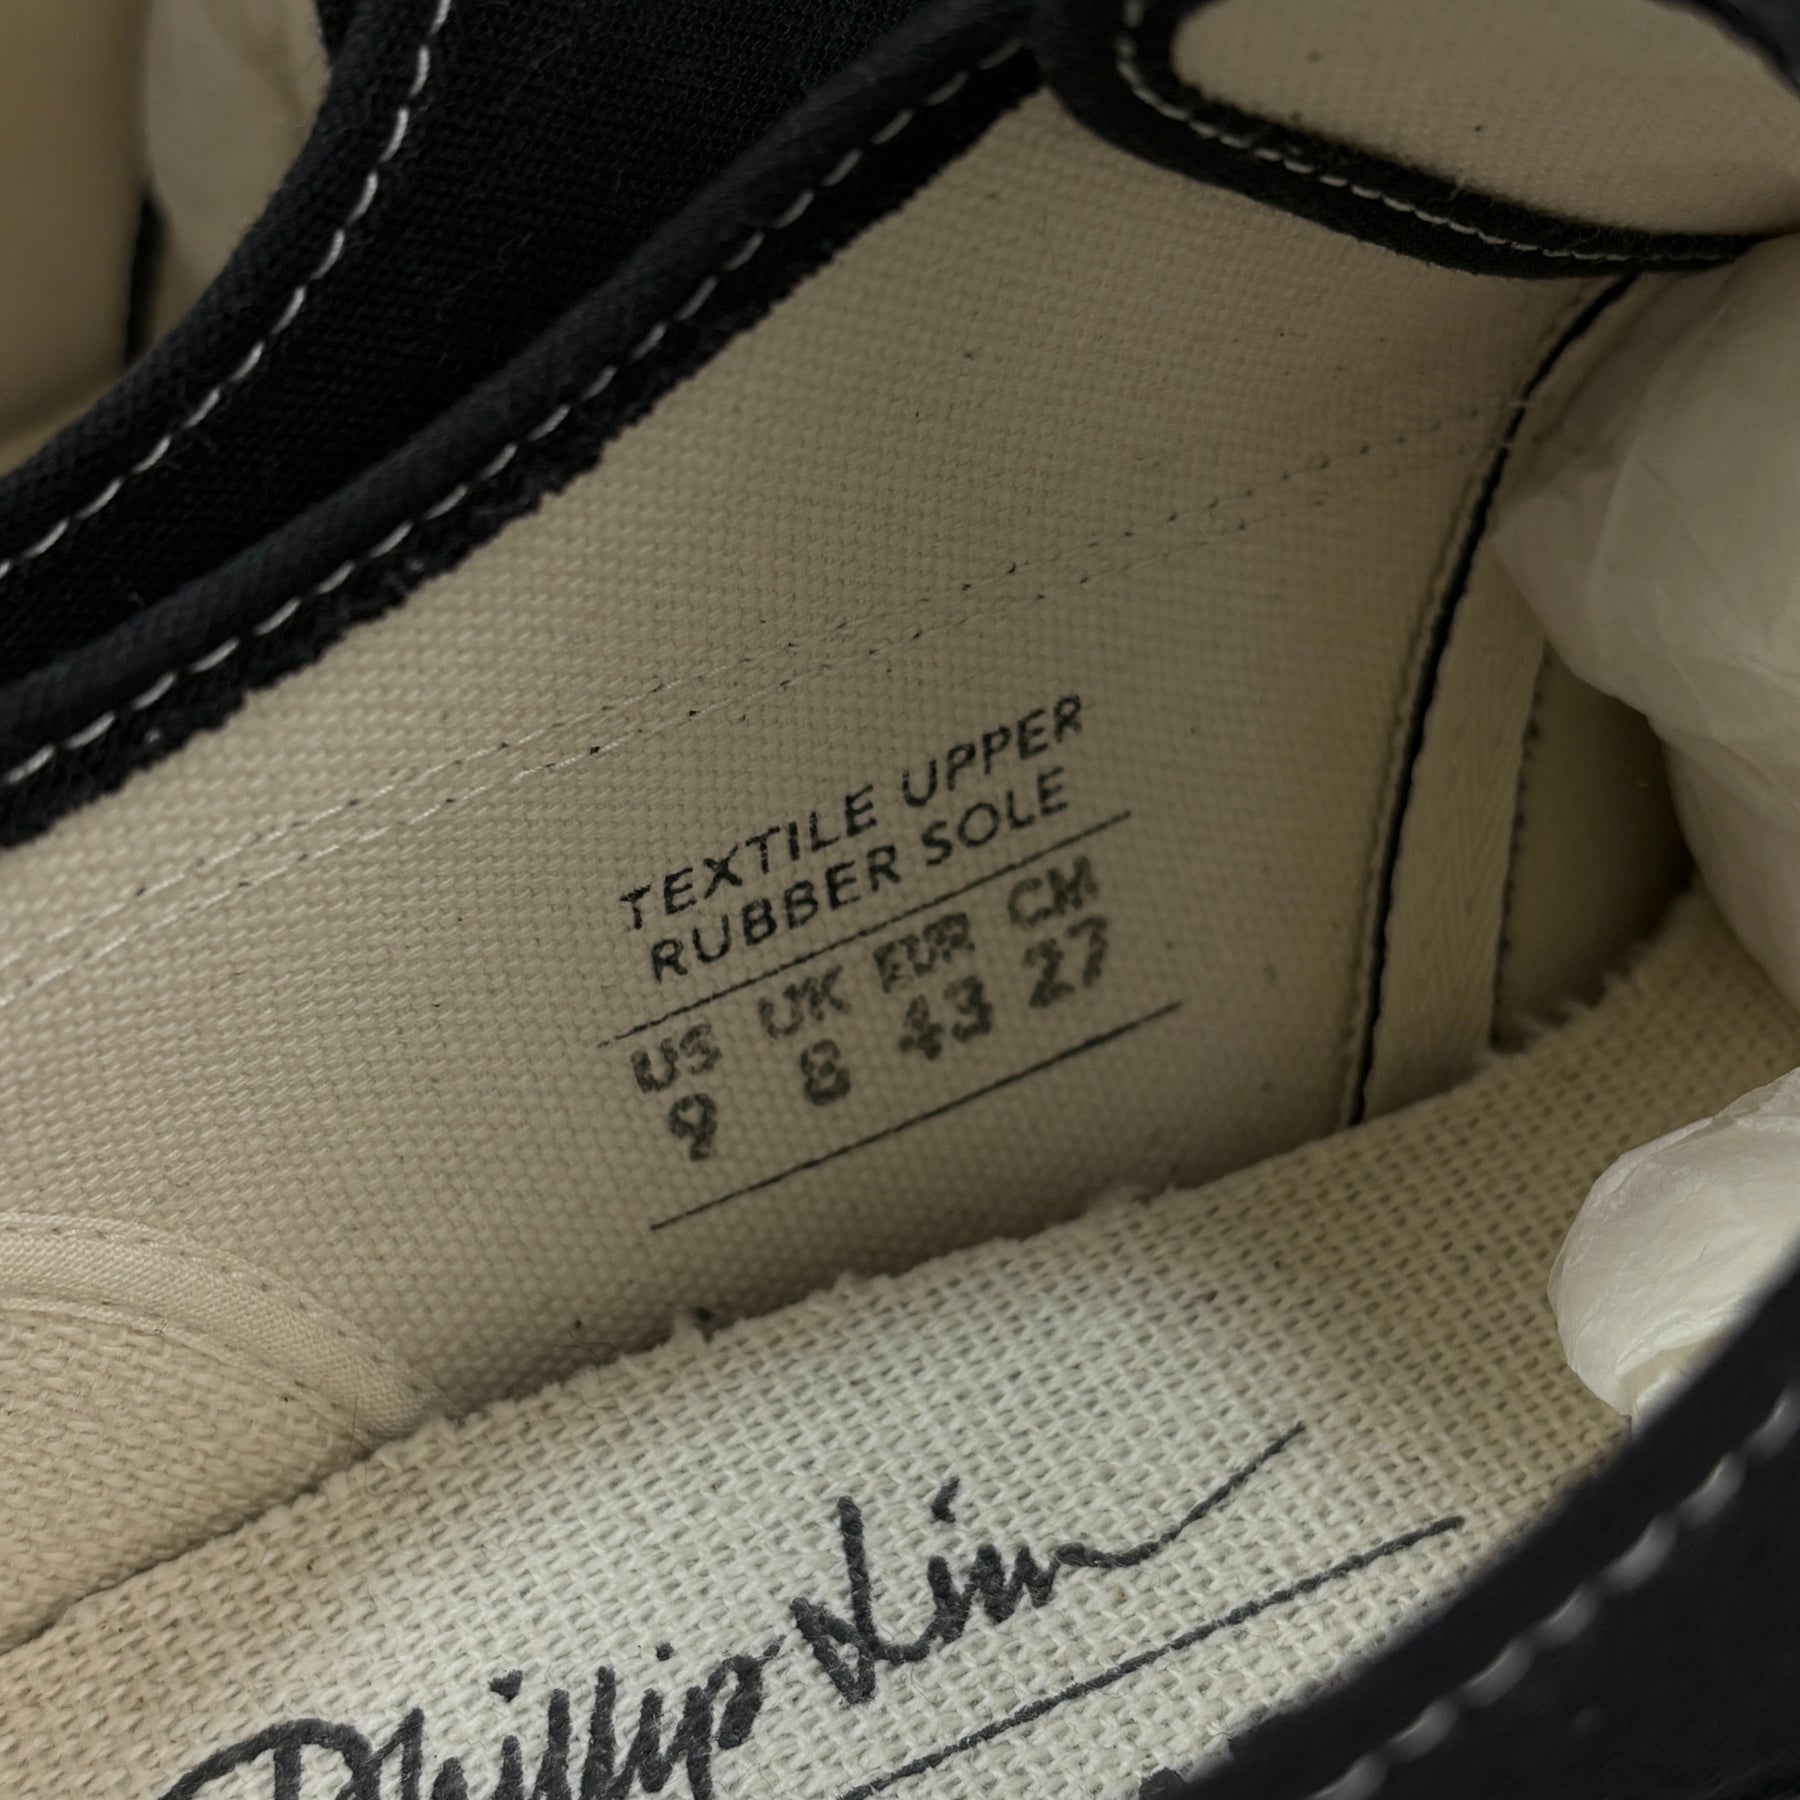 TEXTILE UPPER
RUBBER SOLE
US UK EUR CM
9 8 43 27
Phillip Lim